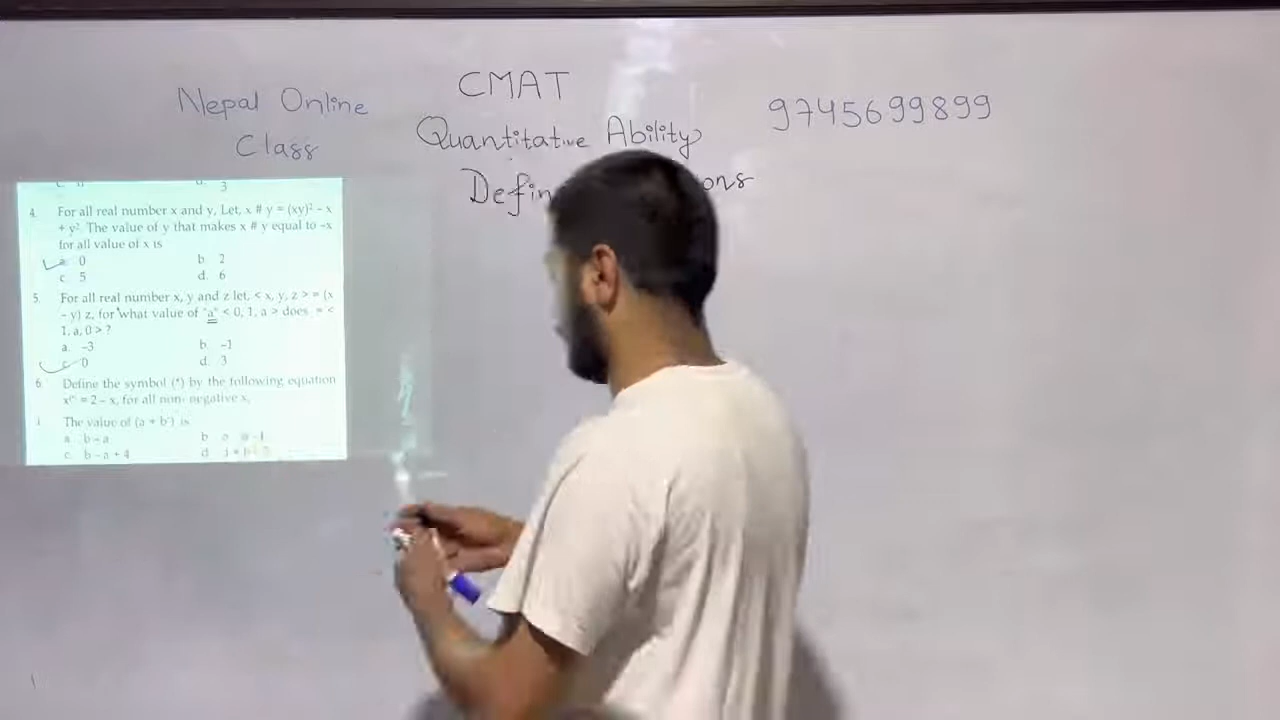 CMAT
Nepal Online
Class
Quantitative Ability
9745699899
Defin ons
3
4. For all real number x and y, Let, x # y = (xy)² – x
+ y². The value of y that makes x # y equal to -x
for all value of x is
a. 0 b. 2
c. 5 d. 6
5. For all real number x, y and z let, < x, y, z > = (x
- y) z, for what value of "a" < 0, 1, a > does = <
1, a, 0 > ?
a. -3 b. -1
c. 0 d. 3
6. Define the symbol (*) by the following equation
x(*) = 2 – x, for all non-negative x,
The value of (a + b*)* is
a. b – a
c. b – a + 4 d.